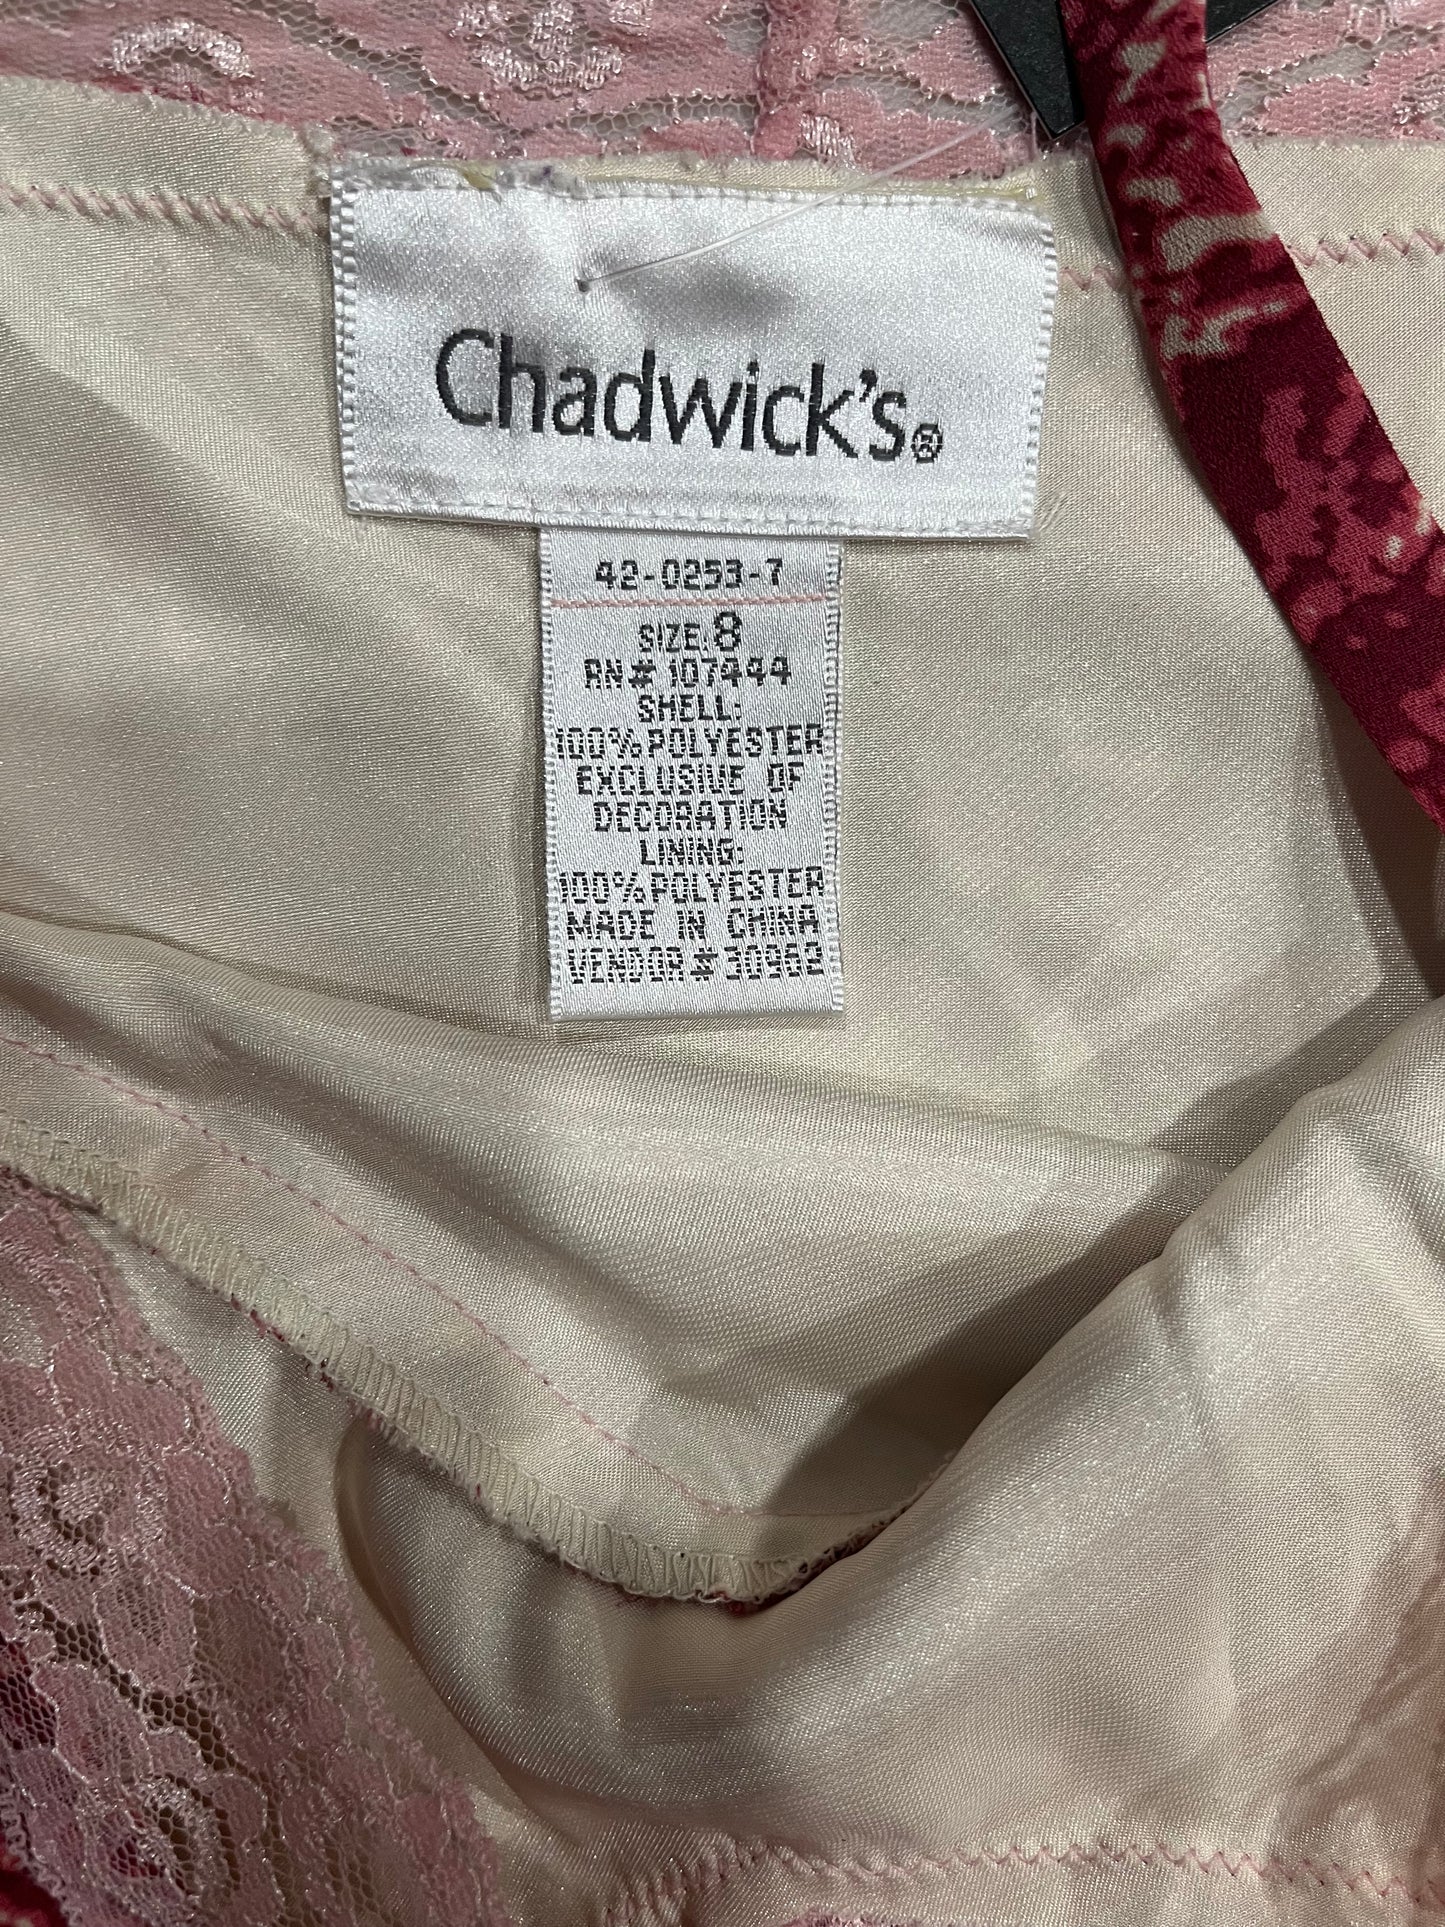 Chadwick's®
42-0253-7
SIZE: 8
RN# 107444
SHELL:
100% POLYESTER
EXCLUSIVE OF
DECORATION
LINING:
100% POLYESTER
MADE IN CHINA
VENDOR# 30962